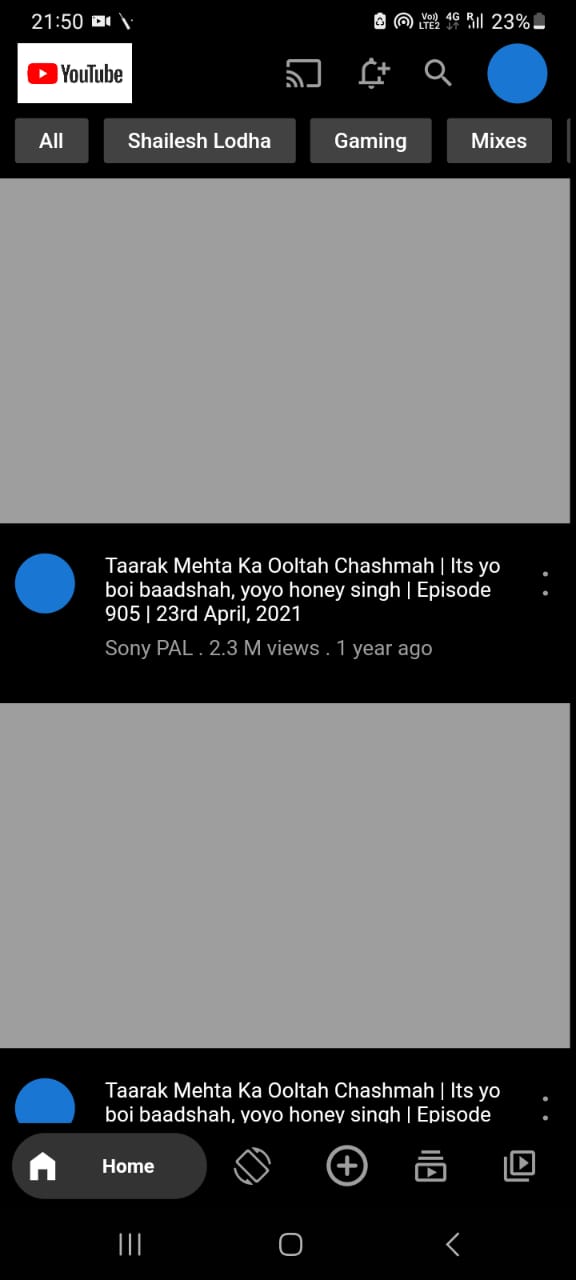 21:50 Vo)) LTE2 4G R 23%
YouTube
All Shailesh Lodha Gaming Mixes
Taarak Mehta Ka Ooltah Chashmah | Its yo
boi baadshah, yoyo honey singh | Episode
905 | 23rd April, 2021
Sony PAL . 2.3 M views . 1 year ago
Taarak Mehta Ka Ooltah Chashmah | Its yo
boi baadshah, yoyo honey singh | Episode
Home